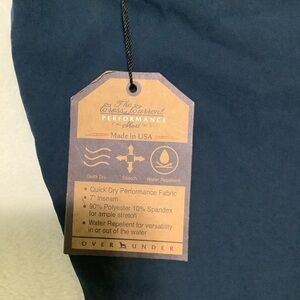 The
Cross Current
PERFORMANCE
Short
Made in USA
Quick Dry Stretch Water Repellent
• Quick Dry Performance Fabric
• 7" Inseam
• 90% Polyester 10% Spandex
for ample stretch
• Water Repellent for versatility
in or out of the water
OVER UNDER